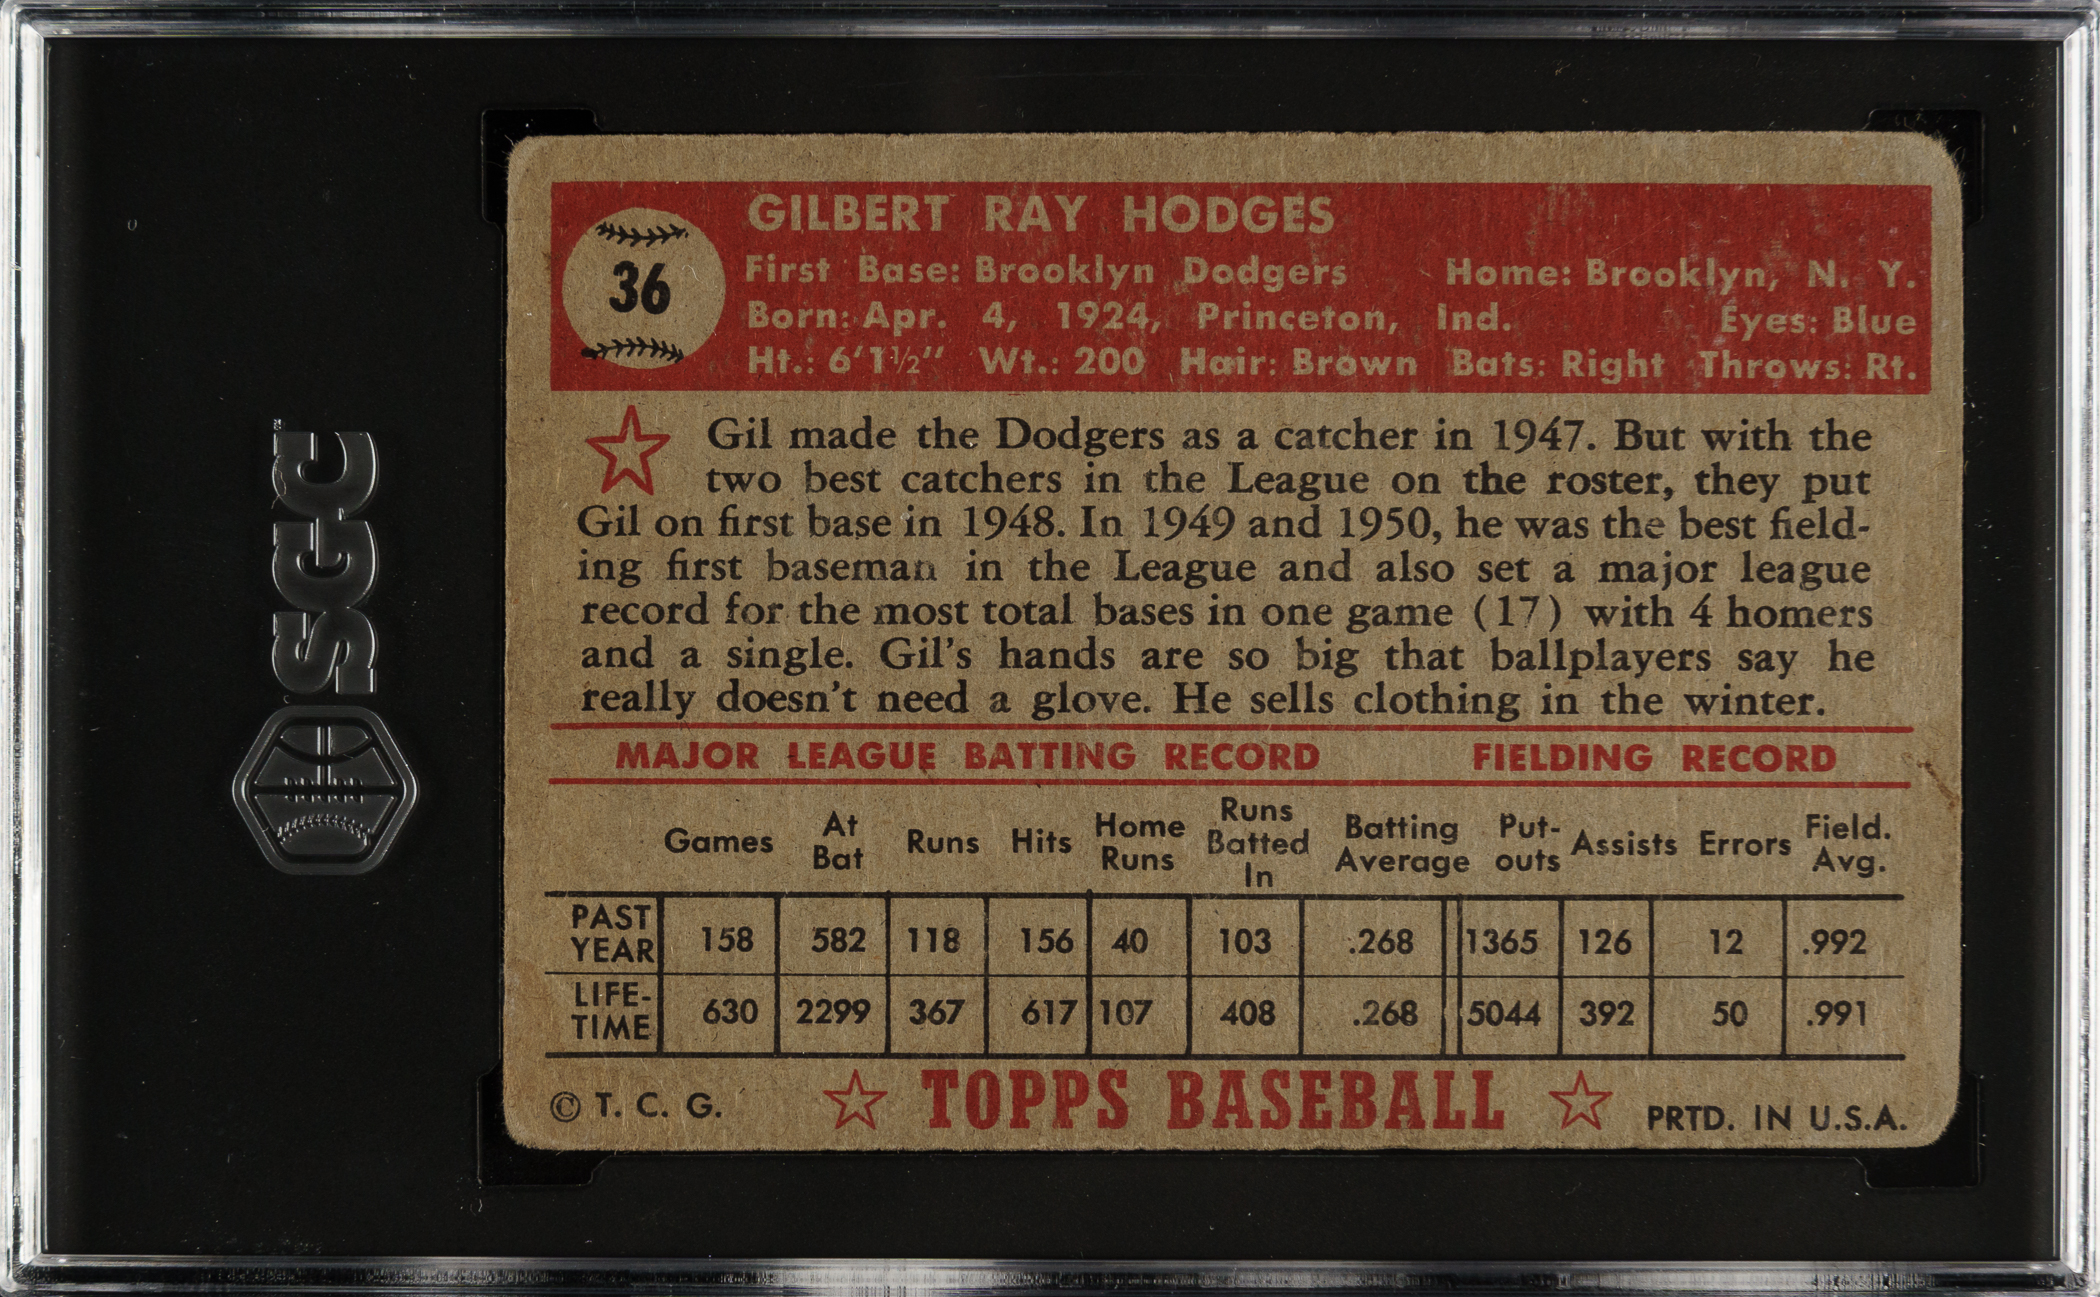 GILBERT RAY HODGES
36
First Base: Brooklyn Dodgers Home: Brooklyn, N. Y.
Born: Apr. 4, 1924, Princeton, Ind. Eyes: Blue
Ht.: 6'1½" Wt.: 200 Hair: Brown Bats: Right Throws: Rt.
Gil made the Dodgers as a catcher in 1947. But with the
two best catchers in the League on the roster, they put
Gil on first base in 1948. In 1949 and 1950, he was the best field-
ing first baseman in the League and also set a major league
record for the most total bases in one game (17) with 4 homers
and a single. Gil's hands are so big that ballplayers say he
really doesn't need a glove. He sells clothing in the winter.
MAJOR LEAGUE BATTING RECORD FIELDING RECORD
Games At Bat Runs Hits Home Runs Runs Batted In Batting Average Put-outs Assists Errors Field. Avg.
PAST YEAR 158 582 118 156 40 103 .268 1365 126 12 .992
LIFE-TIME 630 2299 367 617 107 408 .268 5044 392 50 .991
© T. C. G. TOPPS BASEBALL PRTD. IN U.S.A.
SGC